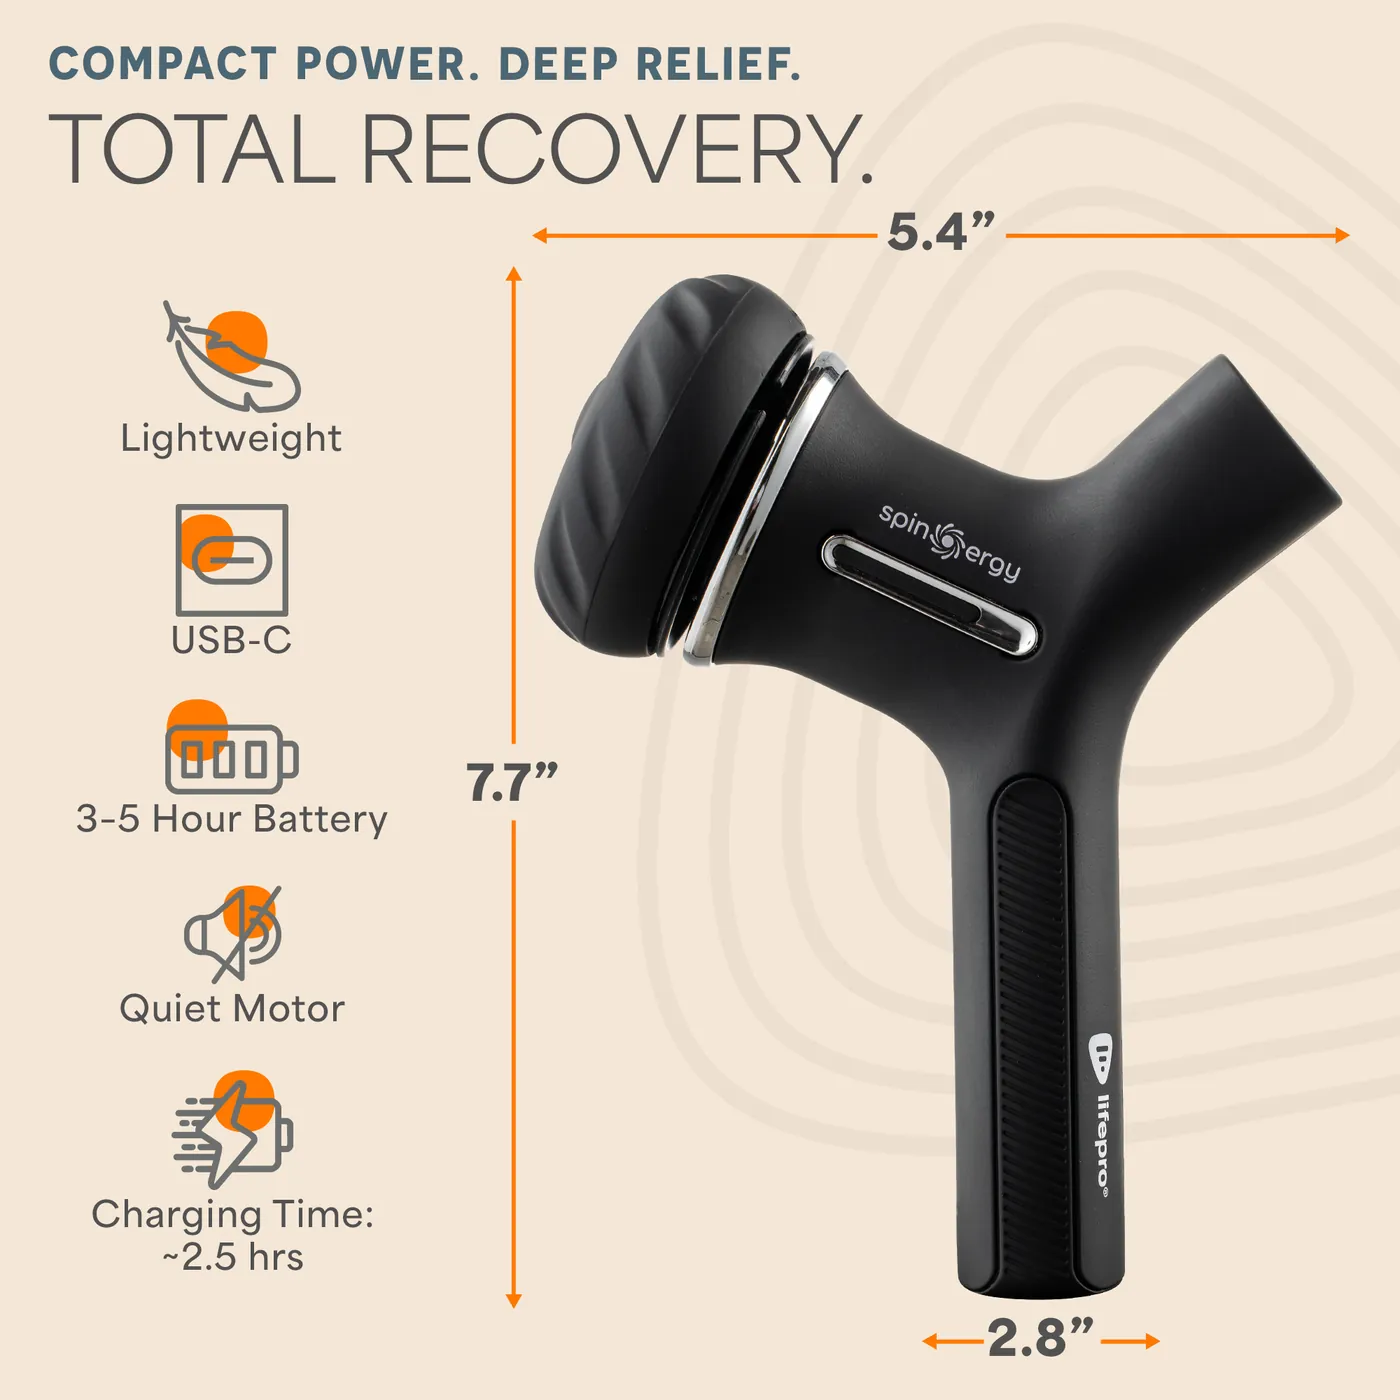 COMPACT POWER. DEEP RELIEF.
TOTAL RECOVERY.
5.4”
Lightweight
USB-C
3-5 Hour Battery
Quiet Motor
Charging Time:
~2.5 hrs
7.7”
spinergy
lifepro®
2.8”